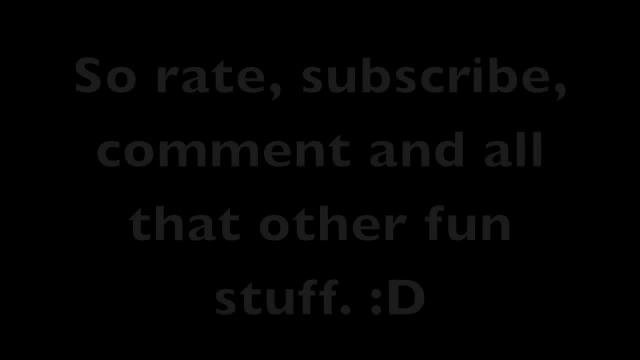 So rate, subscribe,
comment and all
that other fun
stuff. :D